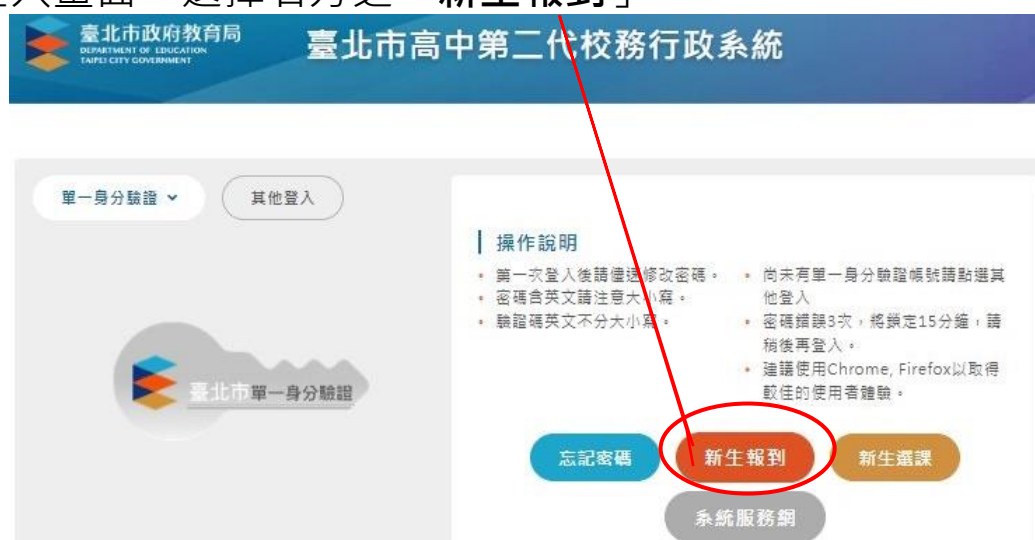 入畫面，選擇右方之「新生報到」
臺北市政府教育局
DEPARTMENT OF EDUCATION
TAIPEI CITY GOVERNMENT
臺北市高中第二代校務行政系統
單一身分驗證
其他登入
操作說明
• 第一次登入後請儘速修改密碼。
• 密碼含英文請注意大小寫。
• 驗證碼英文不分大小寫。
• 尚未有單一身分驗證帳號請點選其
他登入
• 密碼錯誤3次，將鎖定15分鐘，請
稍後再登入。
• 建議使用Chrome, Firefox以取得
較佳的使用者體驗。
臺北市單一身分驗證
忘記密碼
新生報到
新生選課
系統服務網